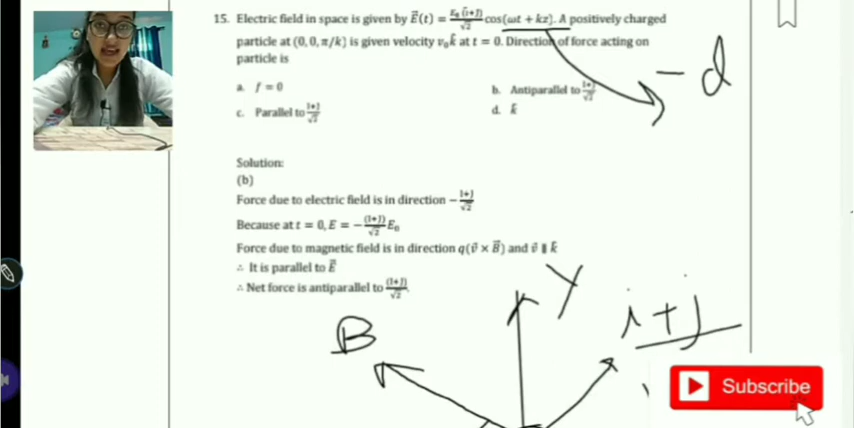 15. Electric field in space is given by E⃗(t) = E₀ (î+ĵ)/√2 cos(ωt + kz). A positively charged
particle at (0, 0, π/k) is given velocity v₀k̂ at t = 0. Direction of force acting on
particle is
a. f = 0
b. Antiparallel to (î+ĵ)/√2
c. Parallel to (î+ĵ)/√2
d. k̂
- d
Solution:
(b)
Force due to electric field is in direction − (î+ĵ)/√2
Because at t = 0, E = − (î+ĵ)/√2 E₀
Force due to magnetic field is in direction q(v⃗ × B⃗) and v⃗ ∥ k̂
∴ It is parallel to E⃗
∴ Net force is antiparallel to (î+ĵ)/√2.
B
Y
i + j
Subscribe